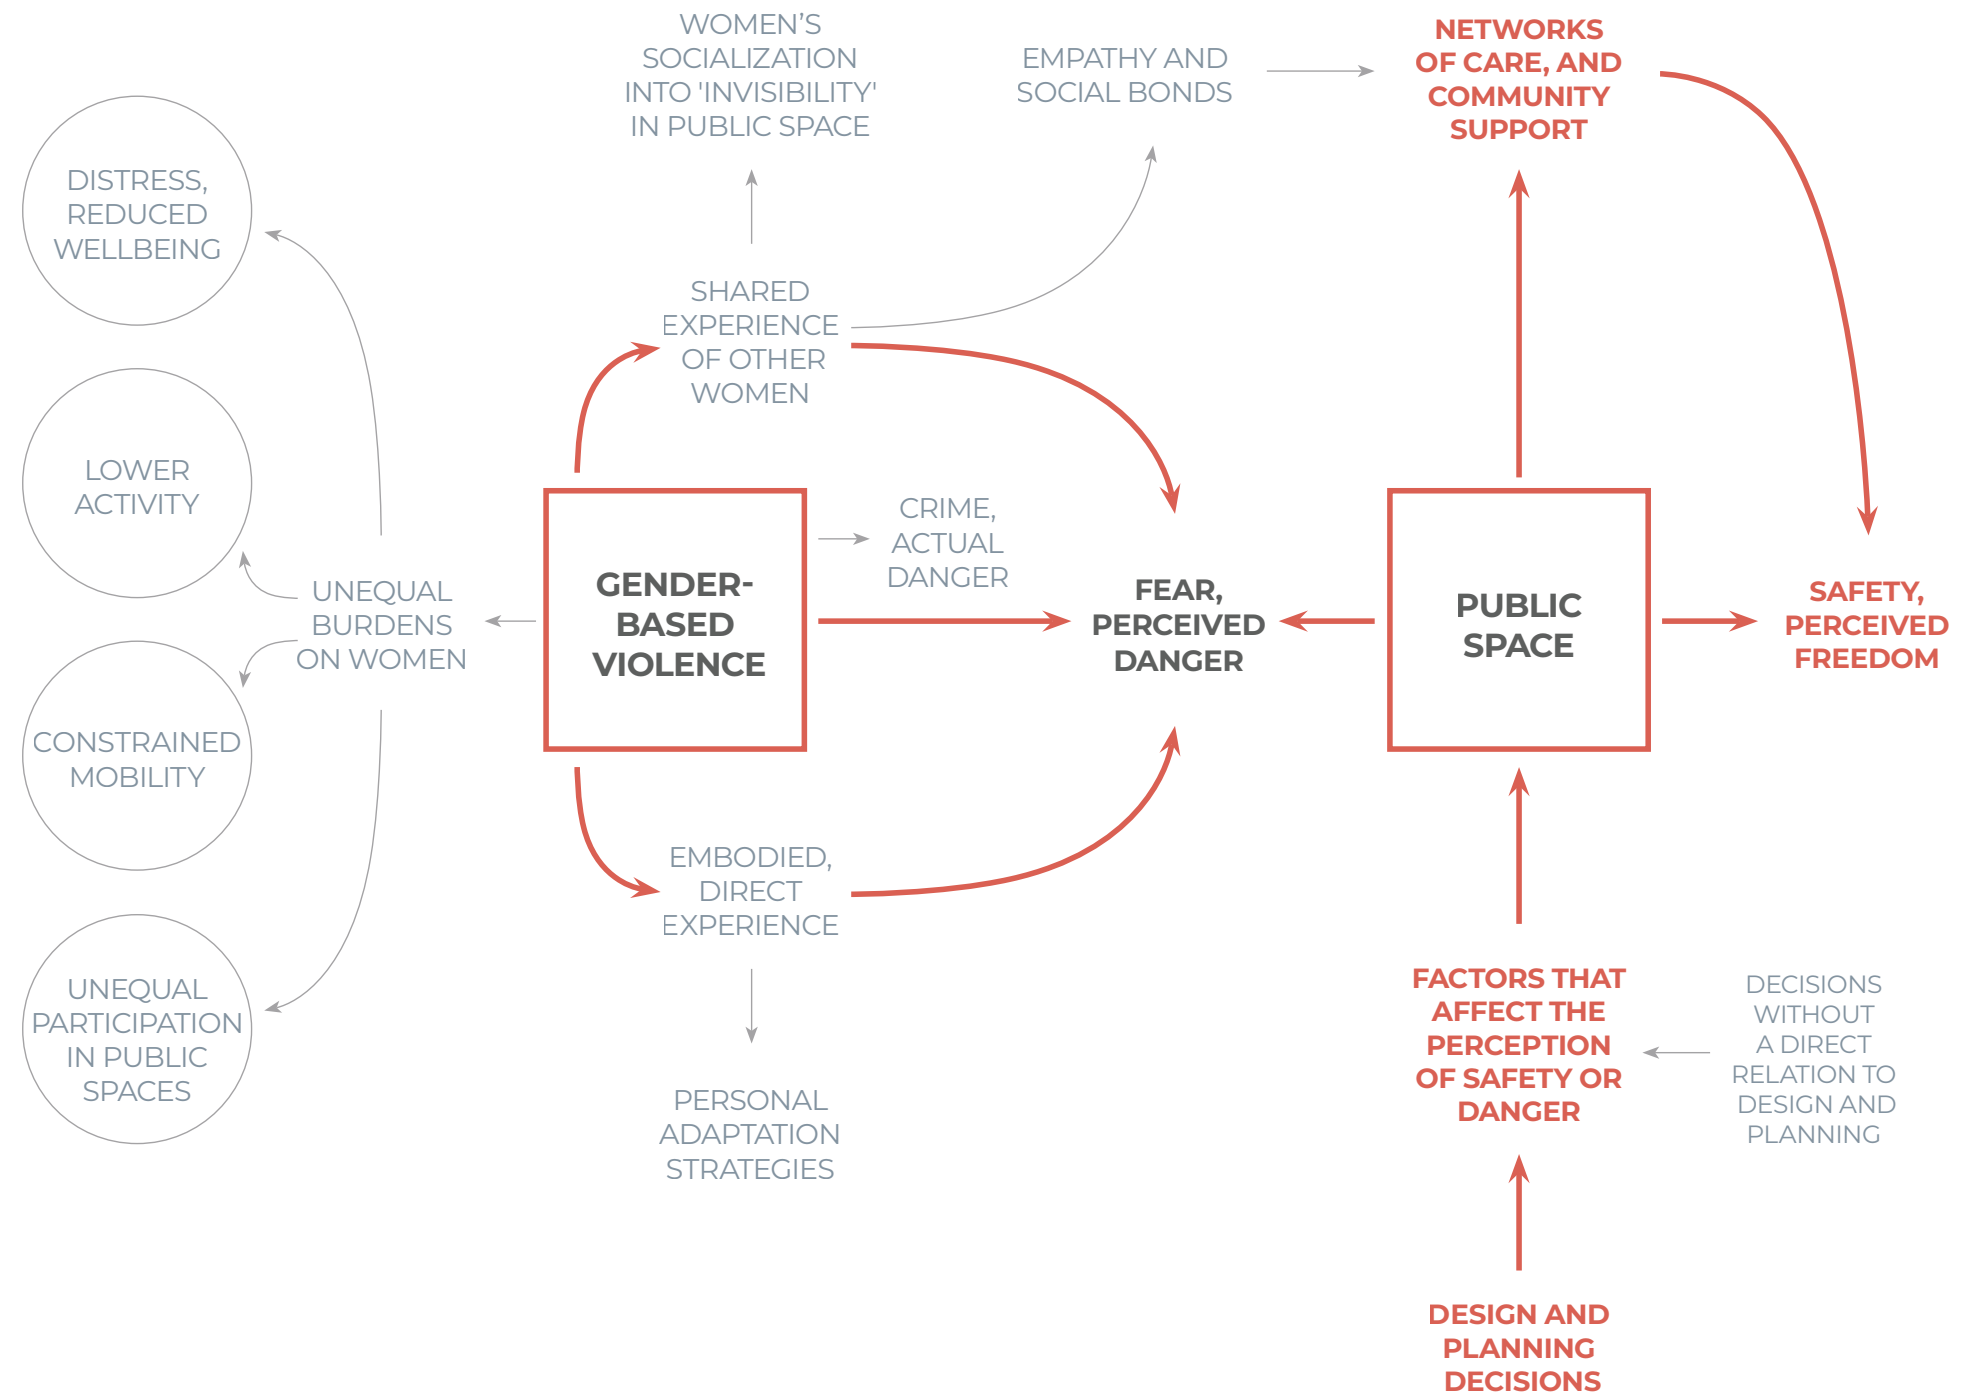 WOMEN’S
SOCIALIZATION
INTO 'INVISIBILITY'
IN PUBLIC SPACE
EMPATHY AND
SOCIAL BONDS
NETWORKS
OF CARE, AND
COMMUNITY
SUPPORT
DISTRESS,
REDUCED
WELLBEING
SHARED
EXPERIENCE
OF OTHER
WOMEN
LOWER
ACTIVITY
UNEQUAL
BURDENS
ON WOMEN
GENDER-
BASED
VIOLENCE
CRIME,
ACTUAL
DANGER
FEAR,
PERCEIVED
DANGER
PUBLIC
SPACE
SAFETY,
PERCEIVED
FREEDOM
CONSTRAINED
MOBILITY
EMBODIED,
DIRECT
EXPERIENCE
UNEQUAL
PARTICIPATION
IN PUBLIC
SPACES
PERSONAL
ADAPTATION
STRATEGIES
FACTORS THAT
AFFECT THE
PERCEPTION
OF SAFETY OR
DANGER
DECISIONS
WITHOUT
A DIRECT
RELATION TO
DESIGN AND
PLANNING
DESIGN AND
PLANNING
DECISIONS